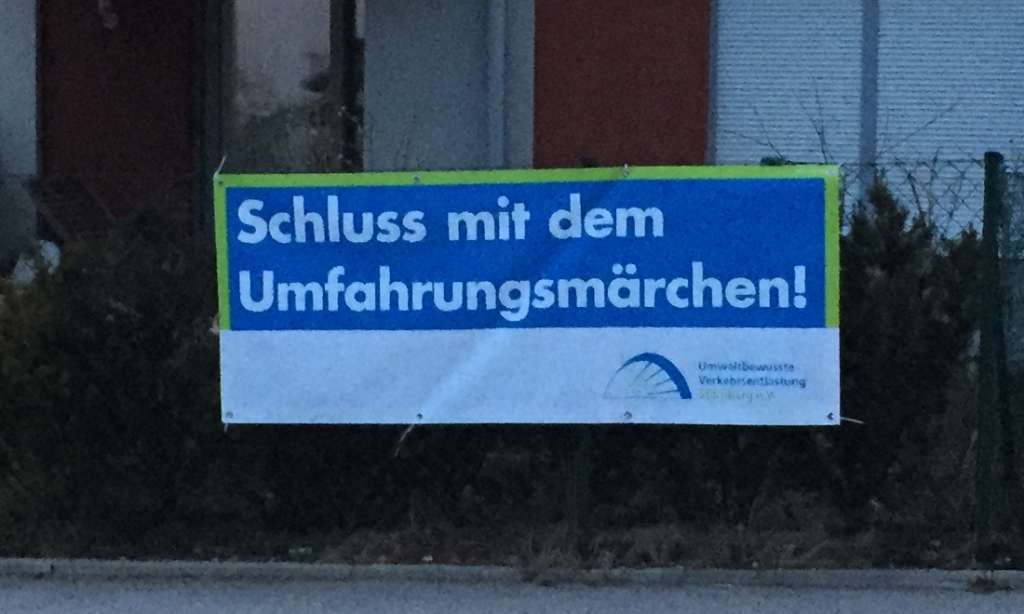 Schluss mit dem
Umfahrungsmärchen!
Umweltbewusste
Verkehrsentlastung
e.V.